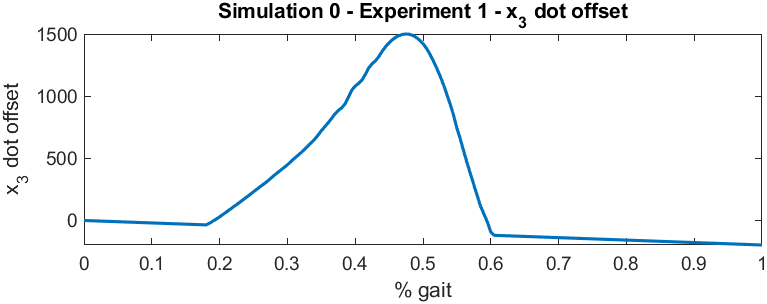 Simulation 0 - Experiment 1 - x₃ dot offset
1500
1000
500
0
x₃ dot offset
0 0.1 0.2 0.3 0.4 0.5 0.6 0.7 0.8 0.9 1
% gait